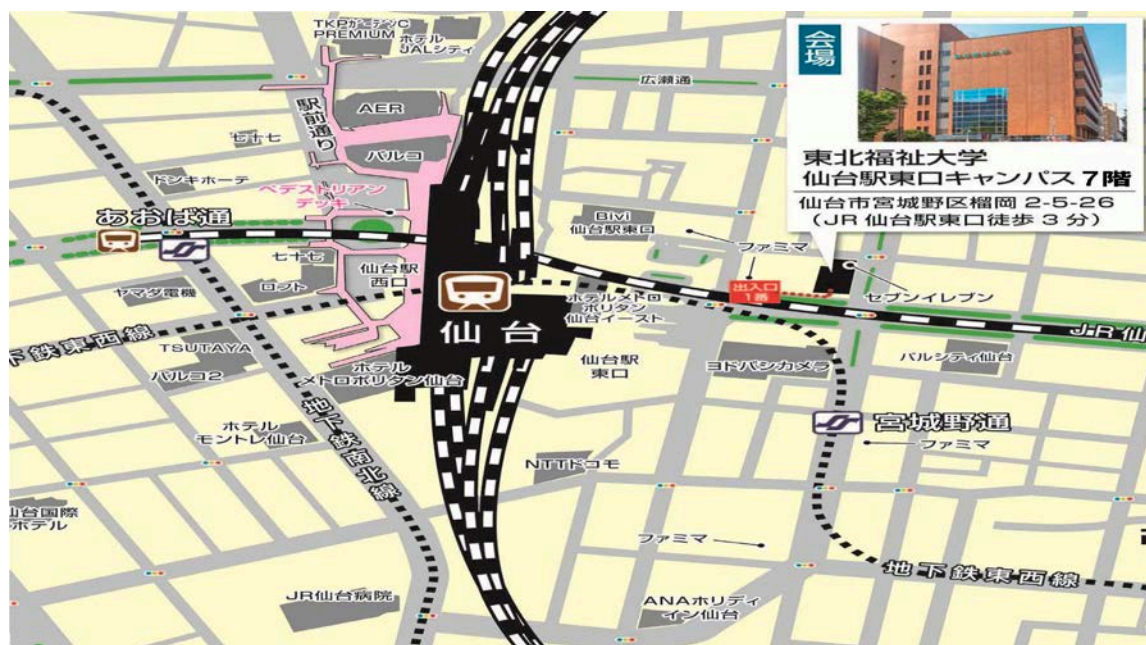 TKPガーデンシC
PREMIUM
ホテル
JALシティ
広瀬通
会場
東北福祉大学
仙台駅東口キャンパス 7階
仙台市宮城野区榴岡 2-5-26
（JR 仙台駅東口徒歩 3 分）
駅前通り
AER
七十七
パルコ
ドンキホーテ
ペデストリアン
デッキ
あおば通
Bivi
仙台駅東口
ファミマ
七十七
仙台駅
西口
ロフト
ヤマダ電機
出入口
1番
セブンイレブン
ホテルメトロ
ポリタン
仙台イースト
仙台
JR仙
地下鉄東西線
TSUTAYA
パルコ2
ホテル
メトロポリタン仙台
仙台駅
東口
ヨドバシカメラ
パルシティ仙台
地下鉄南北線
ホテル
モントレ仙台
宮城野通
ファミマ
NTTドコモ
仙台国際
ホテル
ファミマ
地下鉄東西線
JR仙台病院
ANAホリディ
イン仙台